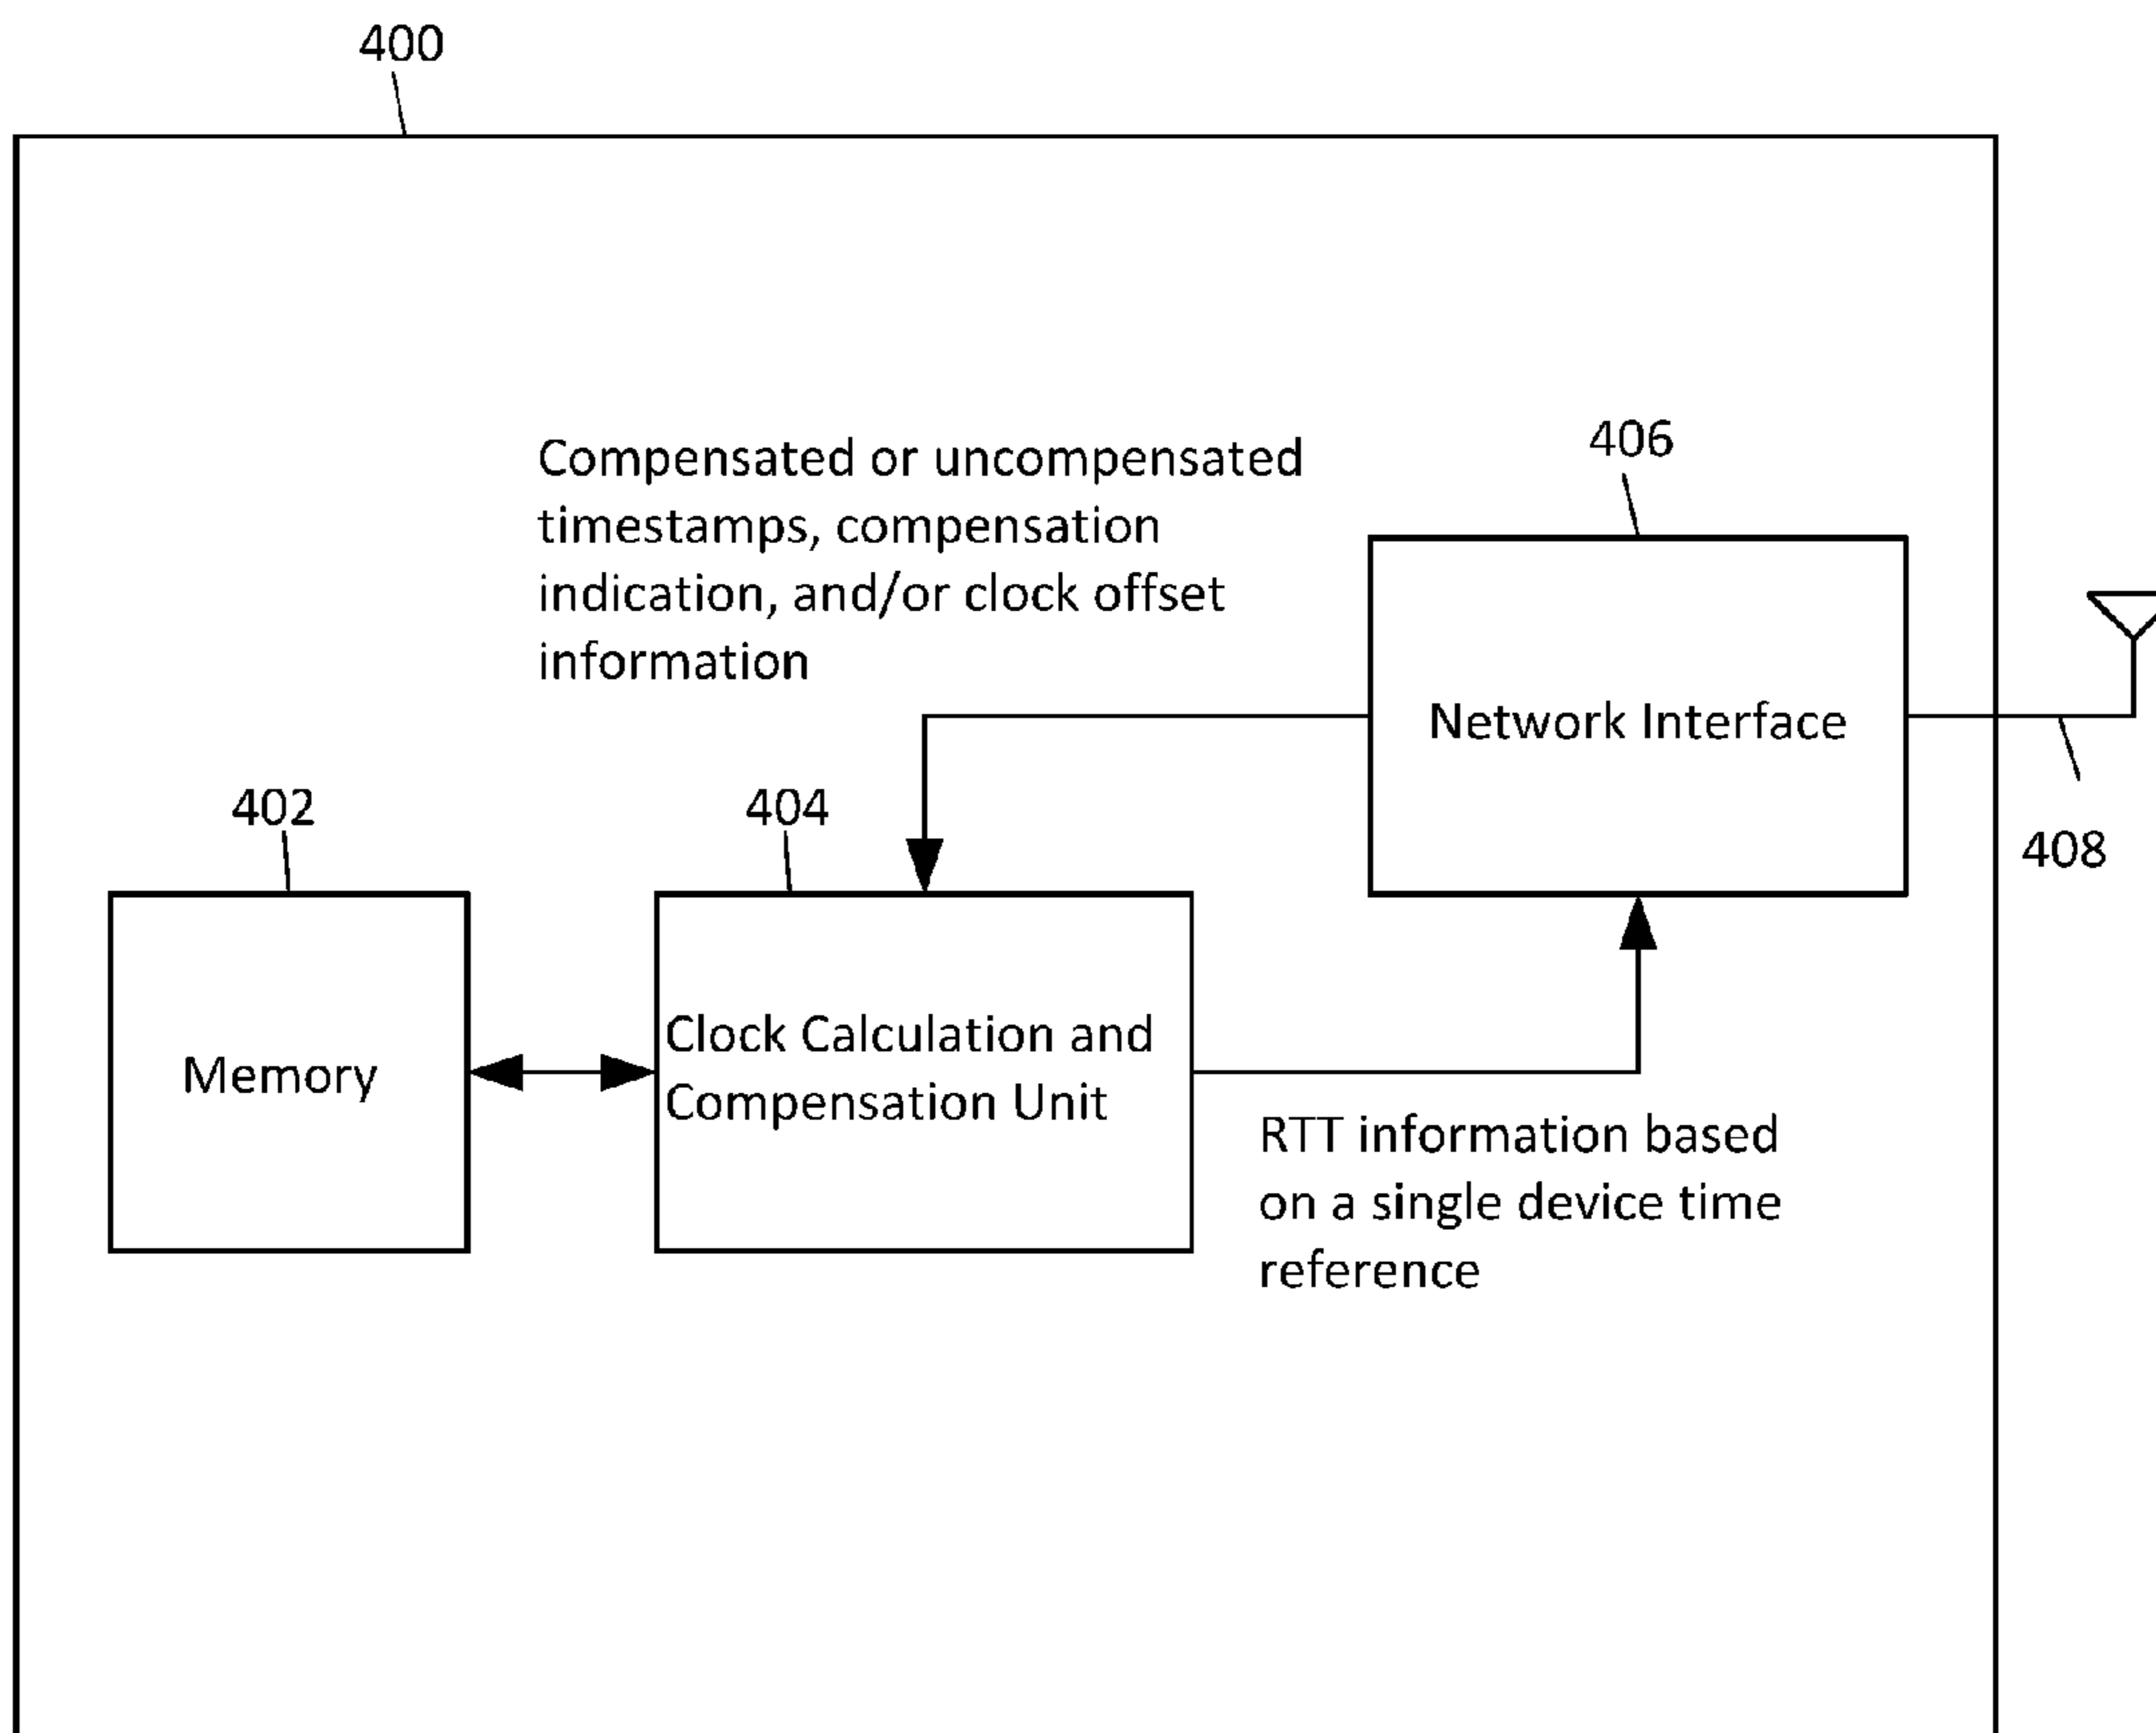 400
Compensated or uncompensated
timestamps, compensation
indication, and/or clock offset
information
406
Network Interface
408
402
404
Memory
Clock Calculation and
Compensation Unit
RTT information based
on a single device time
reference